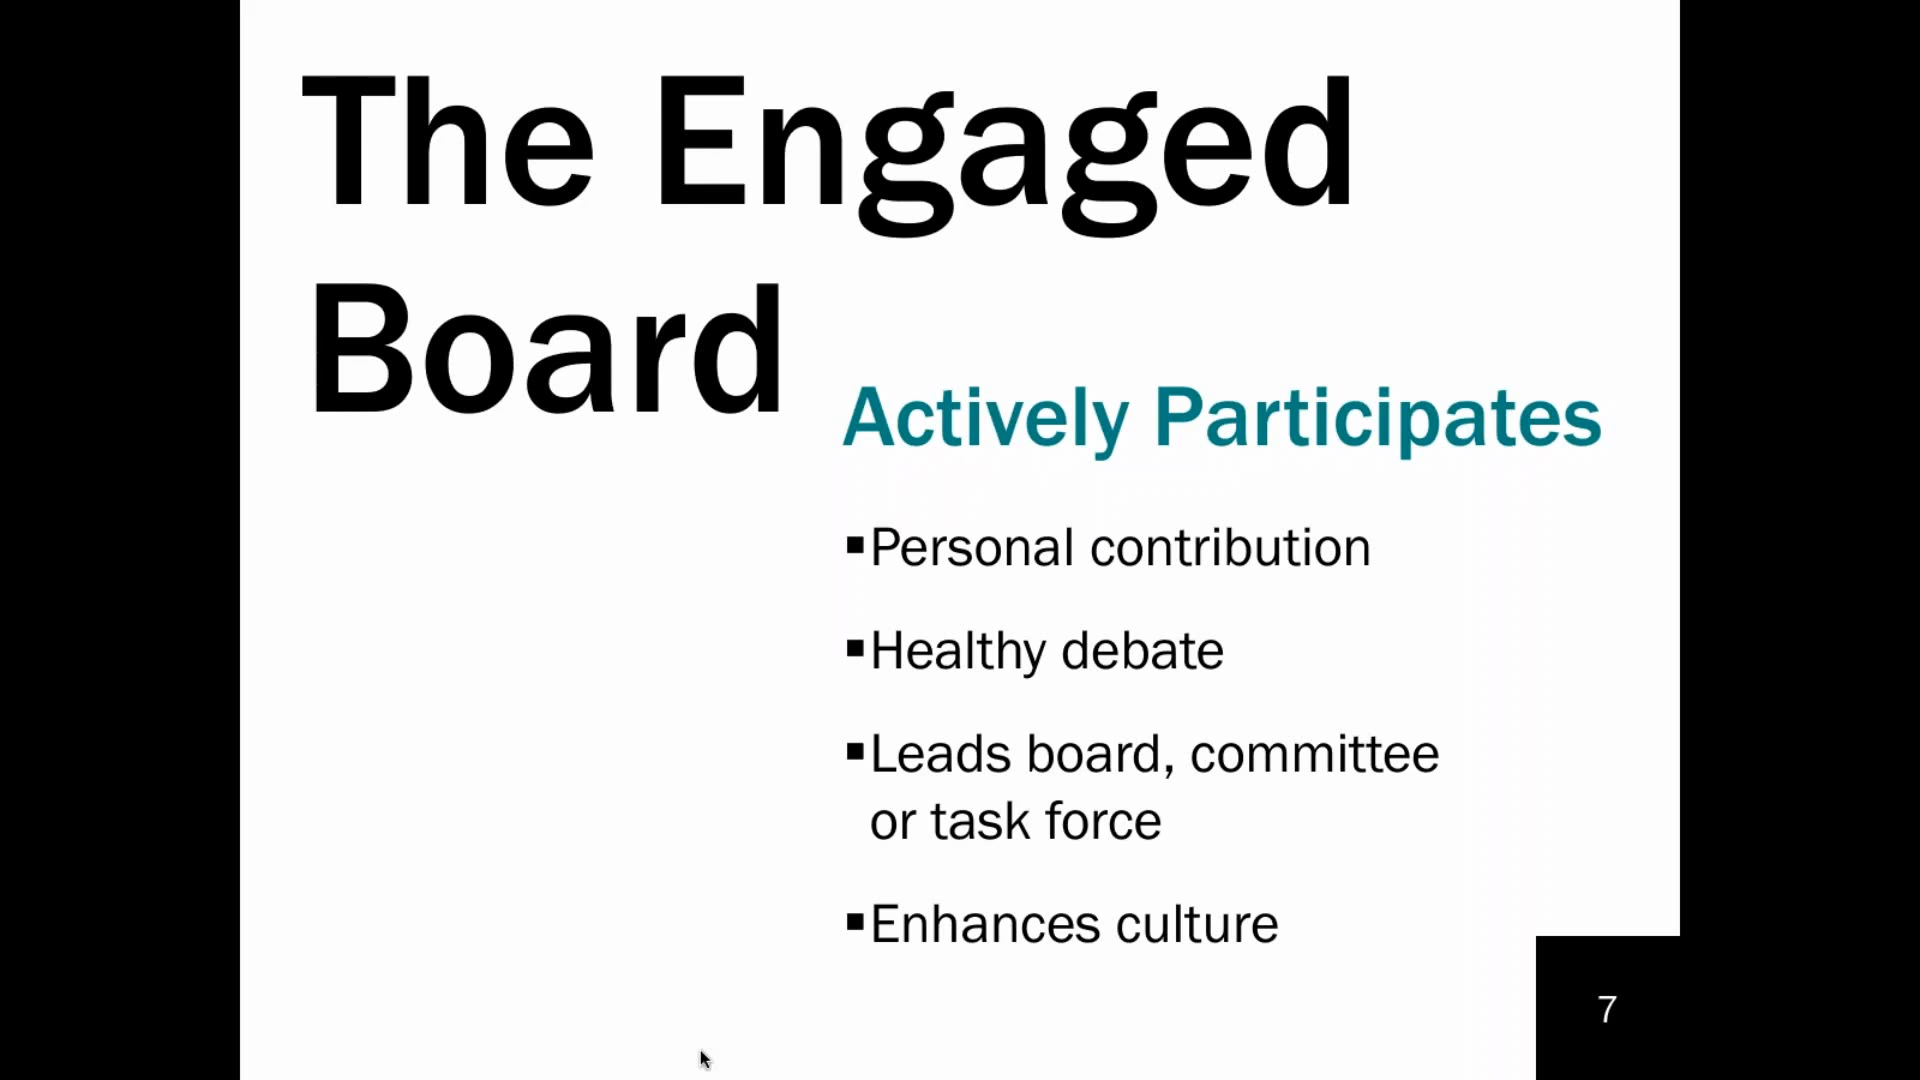 The Engaged
Board
Actively Participates
▪Personal contribution
▪Healthy debate
▪Leads board, committee
or task force
▪Enhances culture
7